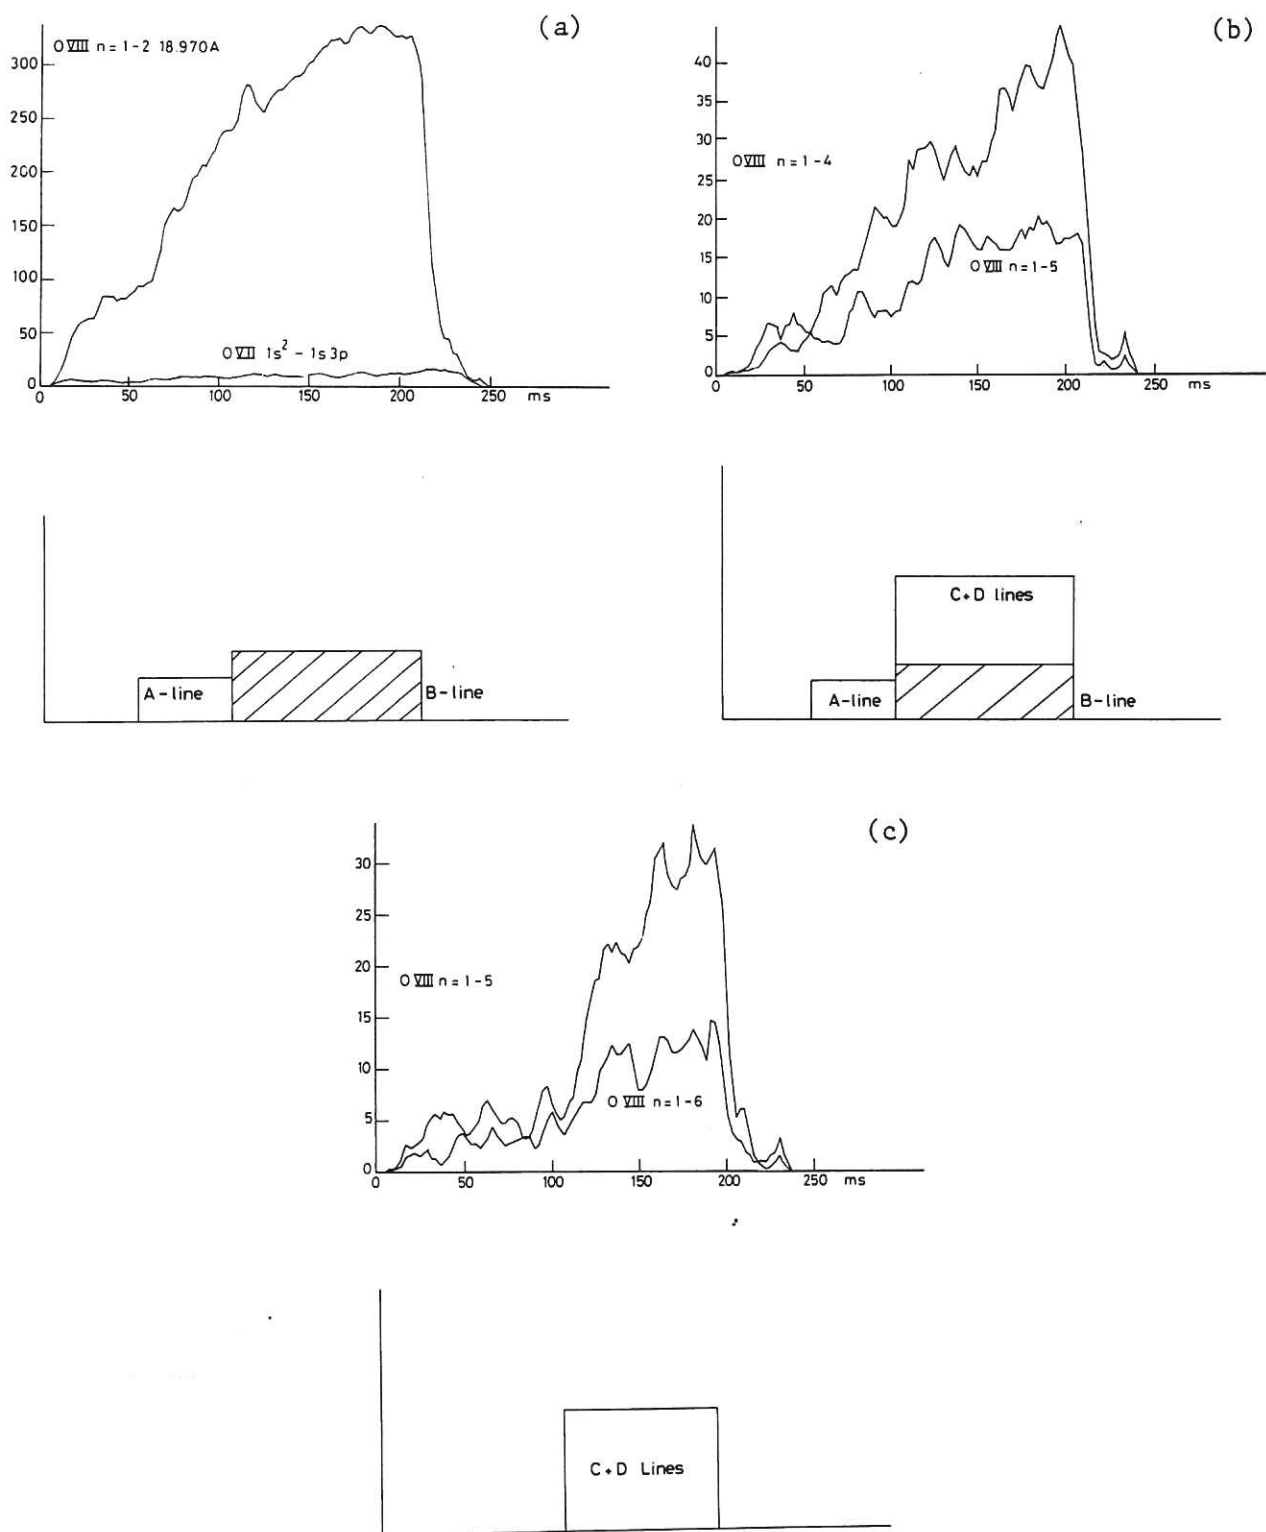 (a)
O VIII n = 1-2 18.970A
300
250
200
150
100
50
0
O VII 1s² - 1s 3p
0 50 100 150 200 250 ms
(b)
40
35
30
25
20
15
10
5
0
O VIII n = 1-4
O VIII n = 1-5
0 50 100 150 200 250 ms
A-line
B-line
C+D lines
A-line
B-line
(c)
30
25
20
15
10
5
0
O VIII n = 1-5
O VIII n = 1-6
0 50 100 150 200 250 ms
C+D Lines